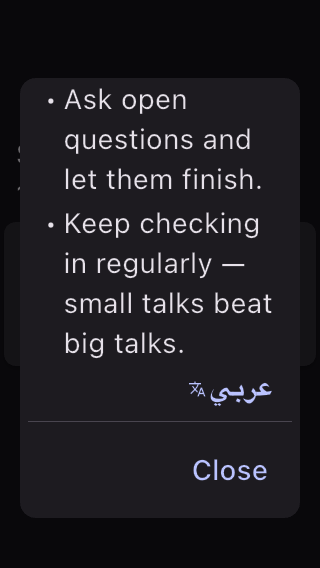 • Ask open
questions and
let them finish.
• Keep checking
in regularly —
small talks beat
big talks.
عربي
Close